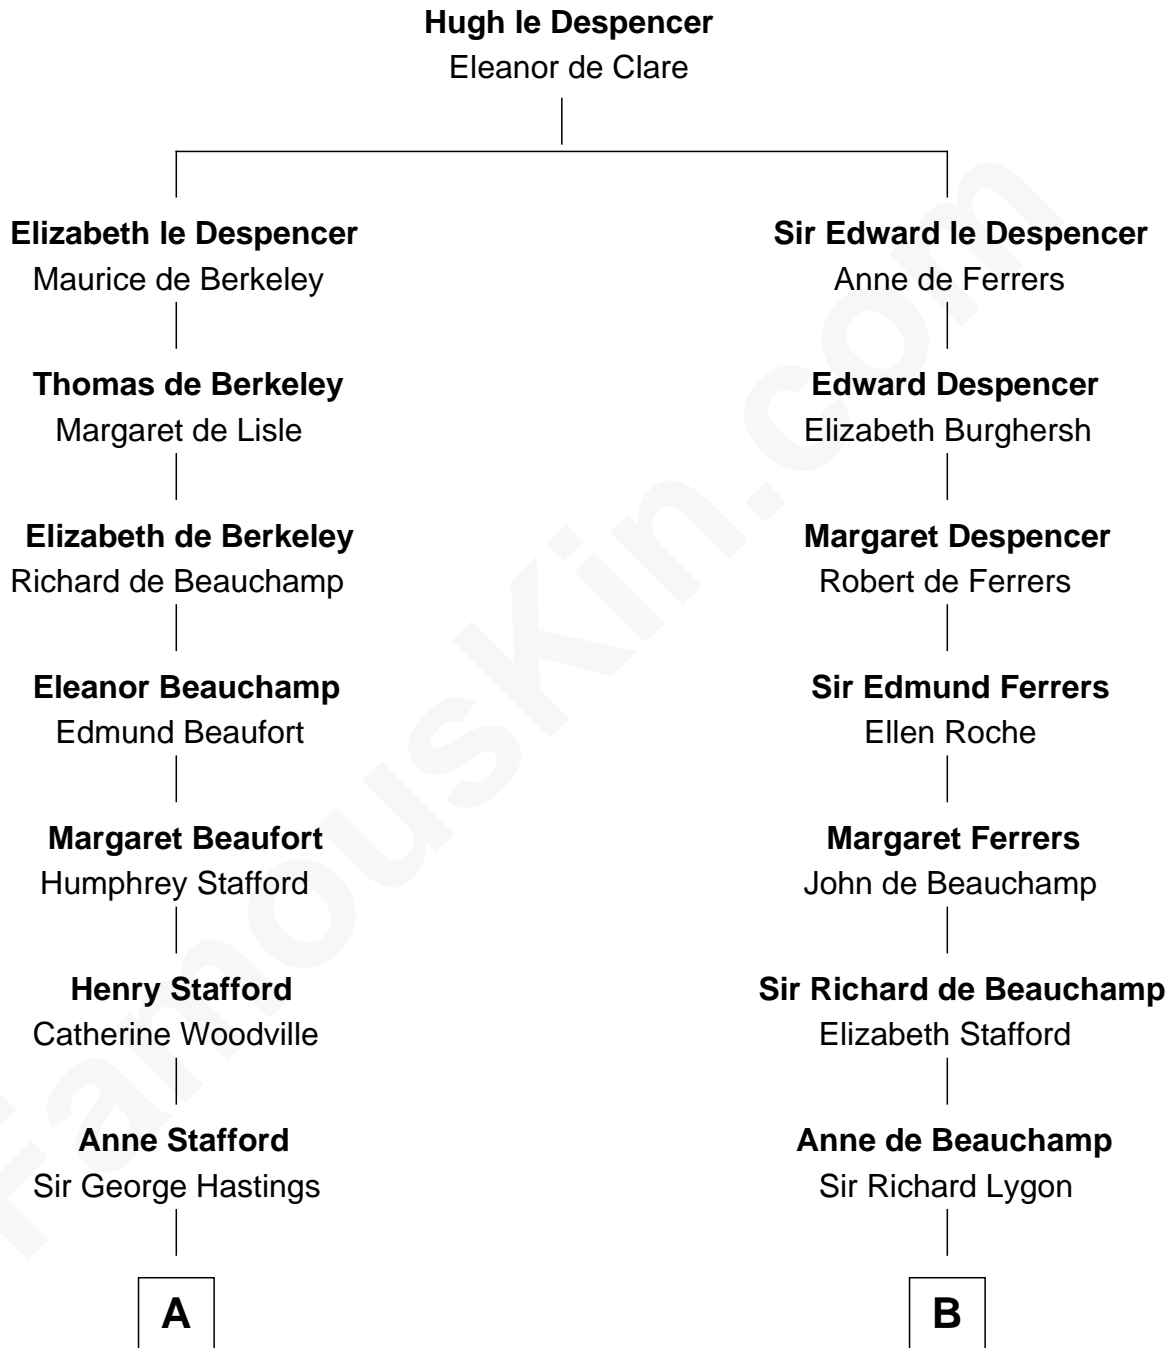 Hugh le Despencer
Eleanor de Clare
Elizabeth le Despencer
Maurice de Berkeley
Sir Edward le Despencer
Anne de Ferrers
Thomas de Berkeley
Margaret de Lisle
Edward Despencer
Elizabeth Burghersh
Elizabeth de Berkeley
Richard de Beauchamp
Margaret Despencer
Robert de Ferrers
Eleanor Beauchamp
Edmund Beaufort
Sir Edmund Ferrers
Ellen Roche
Margaret Beaufort
Humphrey Stafford
Margaret Ferrers
John de Beauchamp
Henry Stafford
Catherine Woodville
Sir Richard de Beauchamp
Elizabeth Stafford
Anne Stafford
Sir George Hastings
Anne de Beauchamp
Sir Richard Lygon
A
B
FamousKin.com